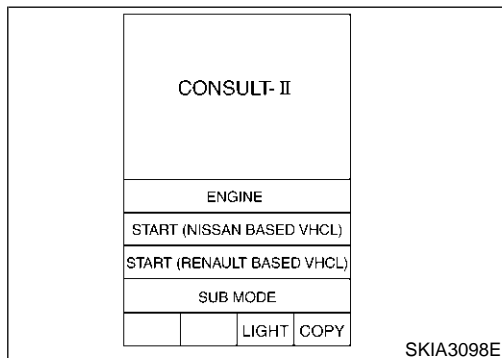 CONSULT-II
ENGINE
START (NISSAN BASED VHCL)
START (RENAULT BASED VHCL)
SUB MODE
LIGHT COPY
SKIA3098E